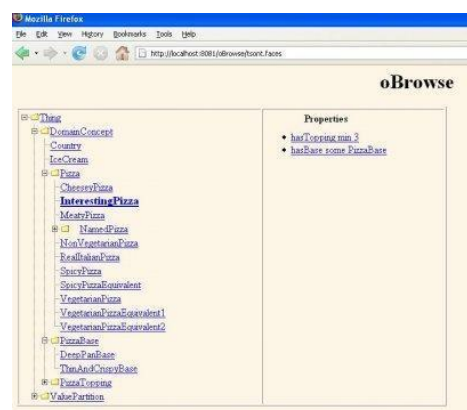 Mozilla Firefox
File Edit View History Bookmarks Tools Help
http://localhost:8081/oBrowse/tsont.faces
oBrowse
Thing
DomainConcept
Country
IceCream
Pizza
CheeseyPizza
InterestingPizza
MeatyPizza
NamedPizza
NonVegetarianPizza
RealItalianPizza
SpicyPizza
SpicyPizzaEquivalent
VegetarianPizza
VegetarianPizzaEquivalent1
VegetarianPizzaEquivalent2
PizzaBase
DeepPanBase
ThinAndCrispyBase
PizzaTopping
ValuePartition
Properties
hasTopping min 3
hasBase some PizzaBase